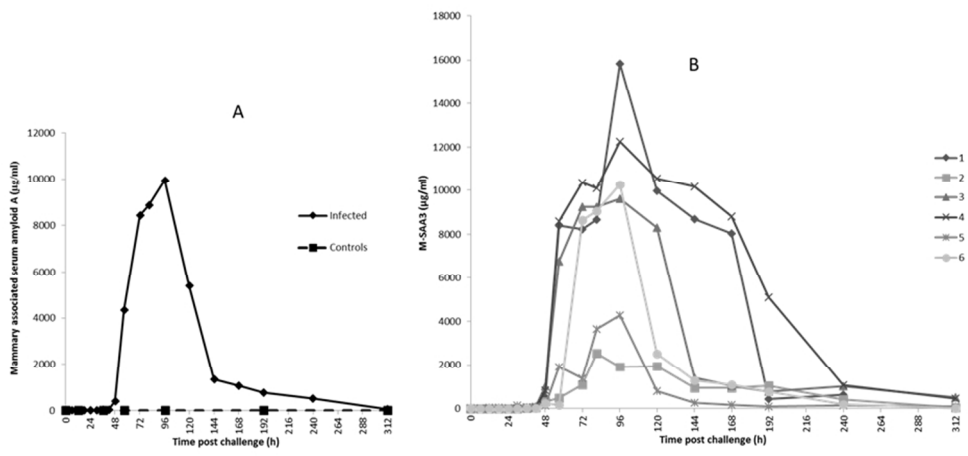 A
Mammary associated serum amyloid A (µg/ml)
12000
10000
8000
6000
4000
2000
0
0 24 48 72 96 120 144 168 192 216 240 264 288 312
Time post challenge (h)
Infected
Controls
B
M-SAA3 (µg/ml)
18000
16000
14000
12000
10000
8000
6000
4000
2000
0
0 24 48 72 96 120 144 168 192 216 240 264 288 312
Time post challenge (h)
1
2
3
4
5
6